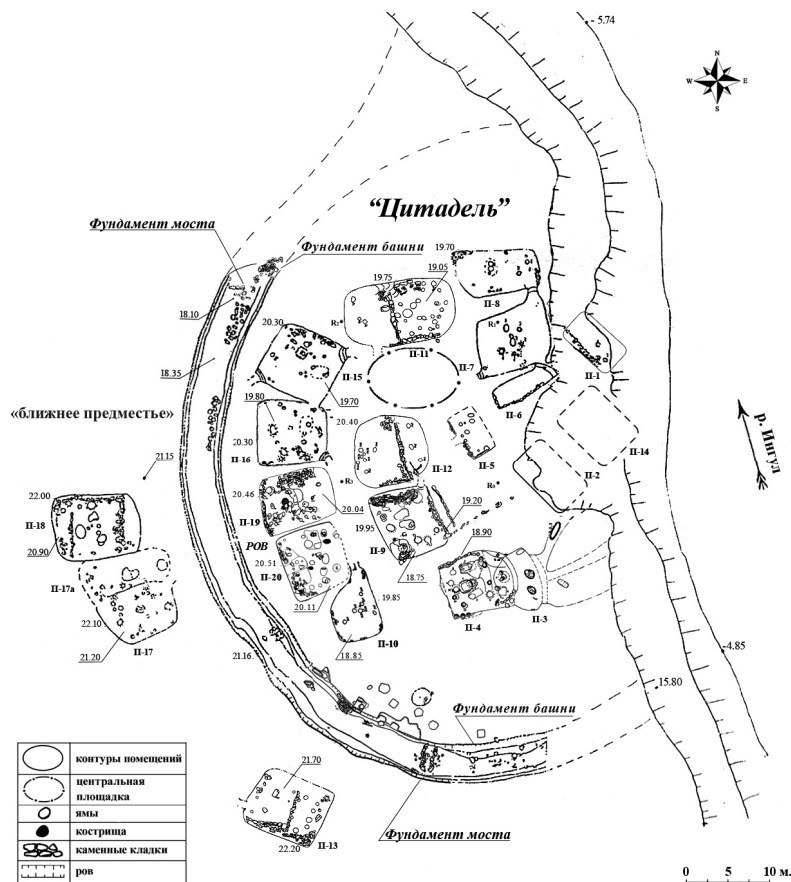 - 5.74
N
W E
S
"Цитадель"
Фундамент моста
Фундамент башни
19.70
19.75
19.05
П-8
18.10
20.30
R₂
R₁
18.35
П-11
П-7
П-15
П-1
19.70
«ближнее предместье»
19.80
П-6
20.40
р. Ингул
20.30
П-16
П-5
П-14
21.15
П-12
П-2
R₃
20.46
22.00
20.04
19.20
П-18
П-19
19.95
18.90
20.90
РОВ
П-9
20.51
П-20
18.75
П-17а
19.85
20.11
П-3
22.10
П-4
П-17
П-10
21.20
18.85
21.16
-4.85
15.80
Фундамент башни
контуры помещений
21.70
центральная
площадка
ямы
кострища
П-13
Фундамент моста
каменные кладки
22.20
ров
0 5 10 м.